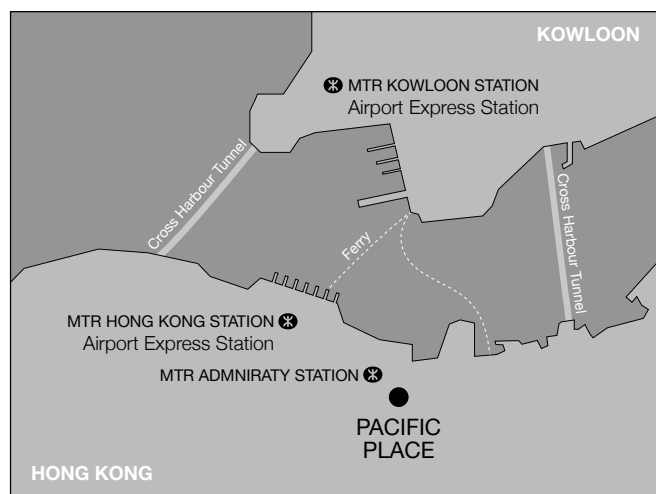 KOWLOON
MTR KOWLOON STATION
Airport Express Station
Cross Harbour Tunnel
Cross Harbour Tunnel
Ferry
MTR HONG KONG STATION
Airport Express Station
MTR ADMNIRATY STATION
PACIFIC
PLACE
HONG KONG